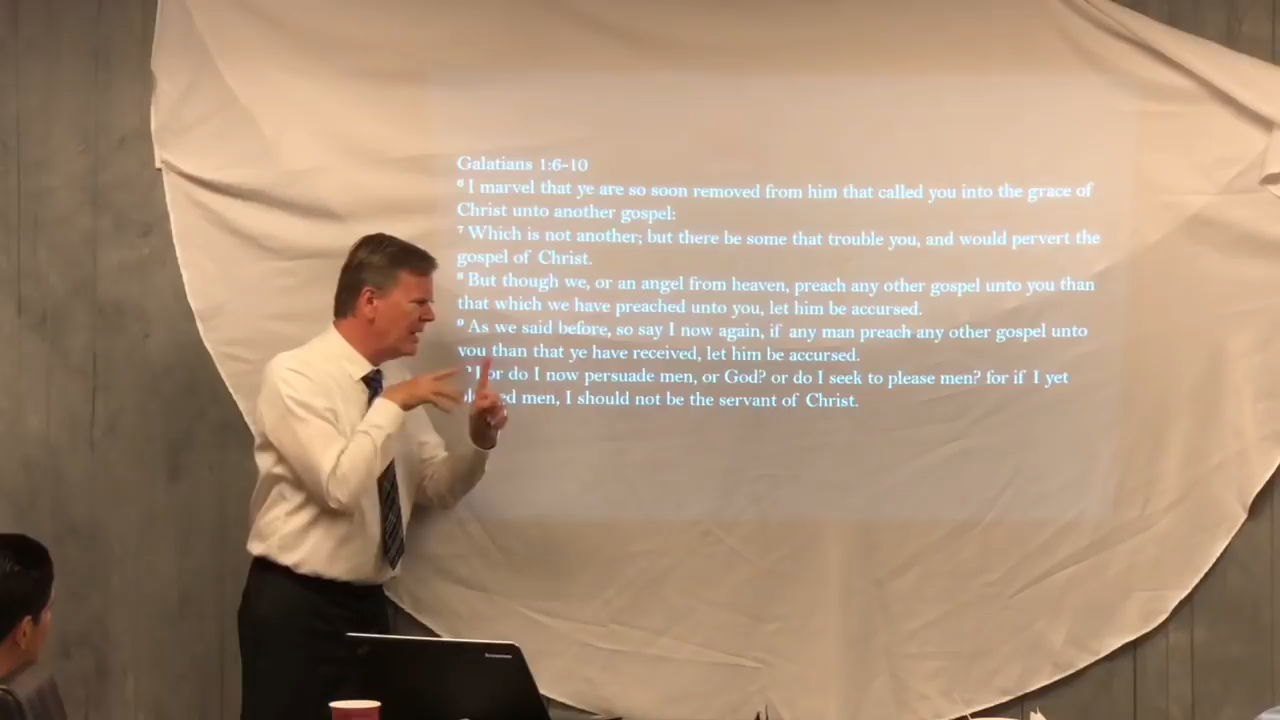 Galatians 1:6-10
⁶ I marvel that ye are so soon removed from him that called you into the grace of
Christ unto another gospel:
⁷ Which is not another; but there be some that trouble you, and would pervert the
gospel of Christ.
⁸ But though we, or an angel from heaven, preach any other gospel unto you than
that which we have preached unto you, let him be accursed.
⁹ As we said before, so say I now again, if any man preach any other gospel unto
you than that ye have received, let him be accursed.
do I now persuade men, or God? or do I seek to please men? for if I yet
men, I should not be the servant of Christ.